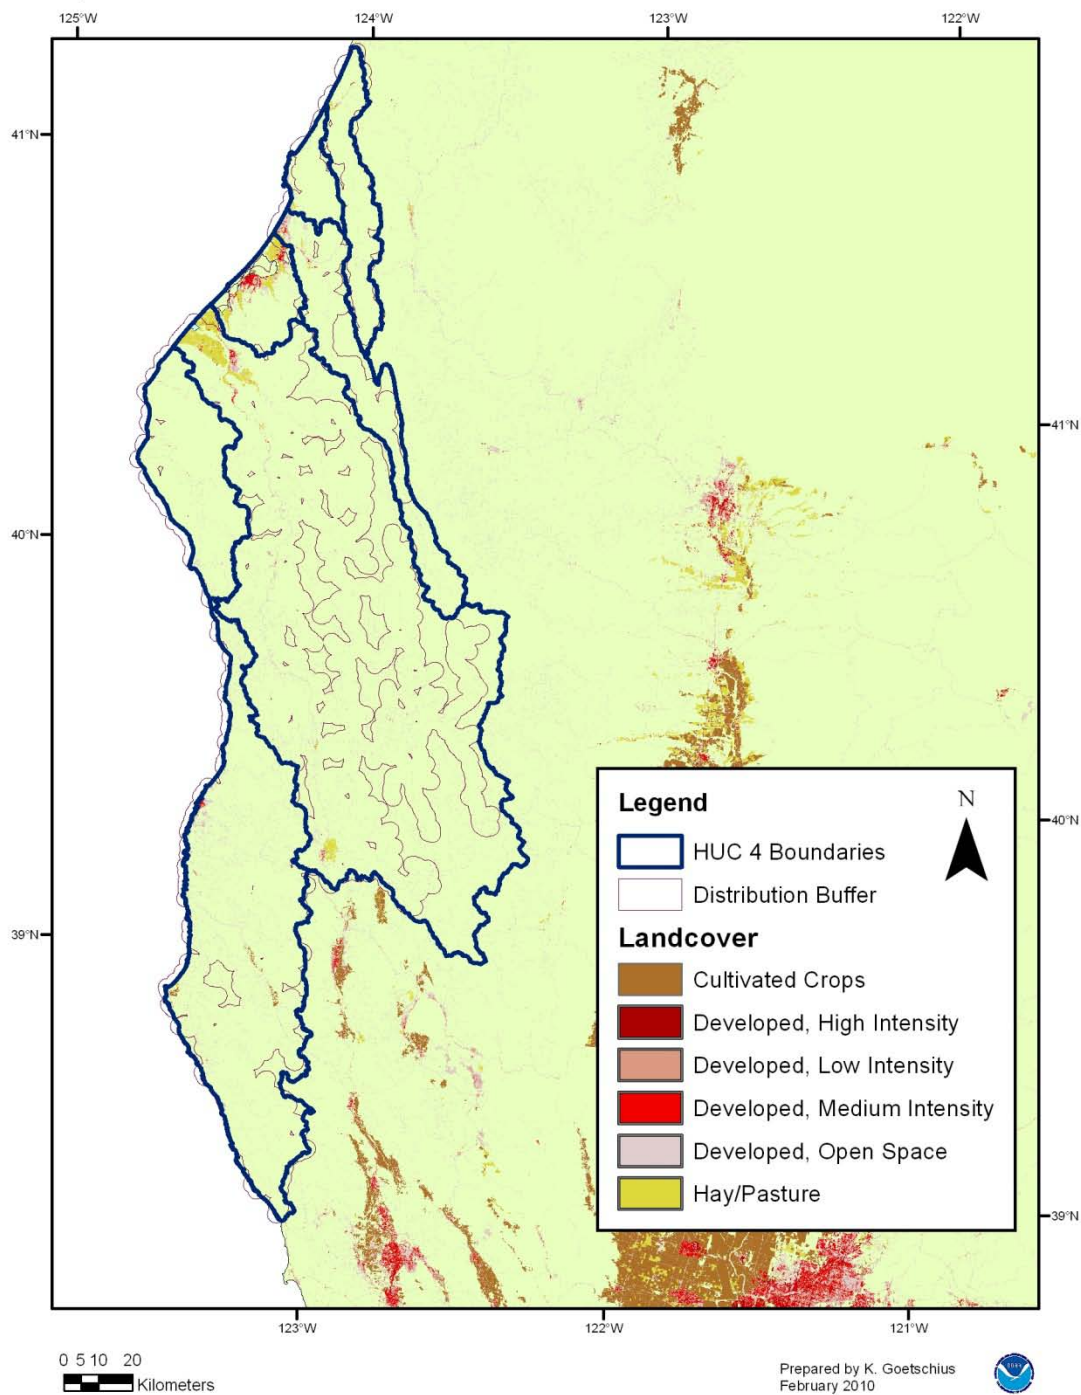 125°W 124°W 123°W 122°W
41°N
41°N
40°N
40°N
39°N
39°N
Legend
N
HUC 4 Boundaries
Distribution Buffer
Landcover
Cultivated Crops
Developed, High Intensity
Developed, Low Intensity
Developed, Medium Intensity
Developed, Open Space
Hay/Pasture
123°W 122°W 121°W
0 5 10 20
Kilometers
Prepared by K. Goetschius
February 2010